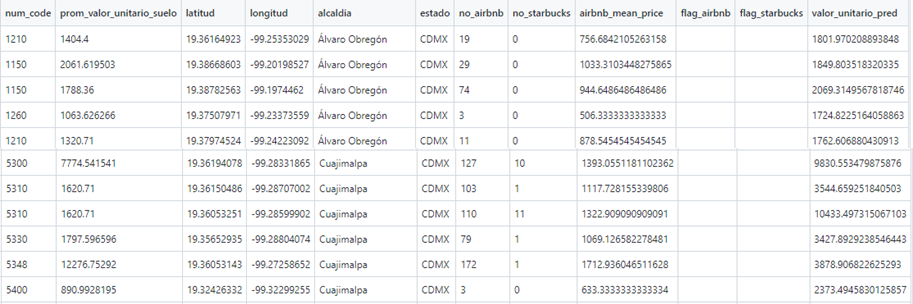 num_code prom_valor_unitario_suelo latitud longitud alcaldia estado no_airbnb no_starbucks airbnb_mean_price flag_airbnb flag_starbucks valor_unitario_pred
1210 1404.4 19.36164923 -99.25353029 Álvaro Obregón CDMX 19 0 756.6842105263158 1801.970208893848
1150 2061.619503 19.38668603 -99.20198527 Álvaro Obregón CDMX 29 0 1033.3103448275865 1849.803518320335
1150 1788.36 19.38782563 -99.1974462 Álvaro Obregón CDMX 74 0 944.6486486486486 2069.3149567818746
1260 1063.626266 19.37507971 -99.23373559 Álvaro Obregón CDMX 3 0 506.3333333333333 1724.8225164058863
1210 1320.71 19.37974524 -99.24223092 Álvaro Obregón CDMX 11 0 878.5454545454545 1762.606880430913
5300 7774.541541 19.36194078 -99.28331865 Cuajimalpa CDMX 127 10 1393.0551181102362 9830.553479875876
5310 1620.71 19.36150486 -99.28707002 Cuajimalpa CDMX 103 1 1117.728155339806 3544.659251840503
5310 1620.71 19.36053251 -99.28599902 Cuajimalpa CDMX 110 11 1322.909090909091 10433.497315067103
5330 1797.596596 19.35652935 -99.28804074 Cuajimalpa CDMX 79 1 1069.126582278481 3427.8929238546443
5348 12276.75292 19.36053143 -99.27258652 Cuajimalpa CDMX 172 1 1712.936046511628 3878.906822625293
5400 890.9928195 19.32426332 -99.32299255 Cuajimalpa CDMX 3 0 633.3333333333334 2373.4945830125857